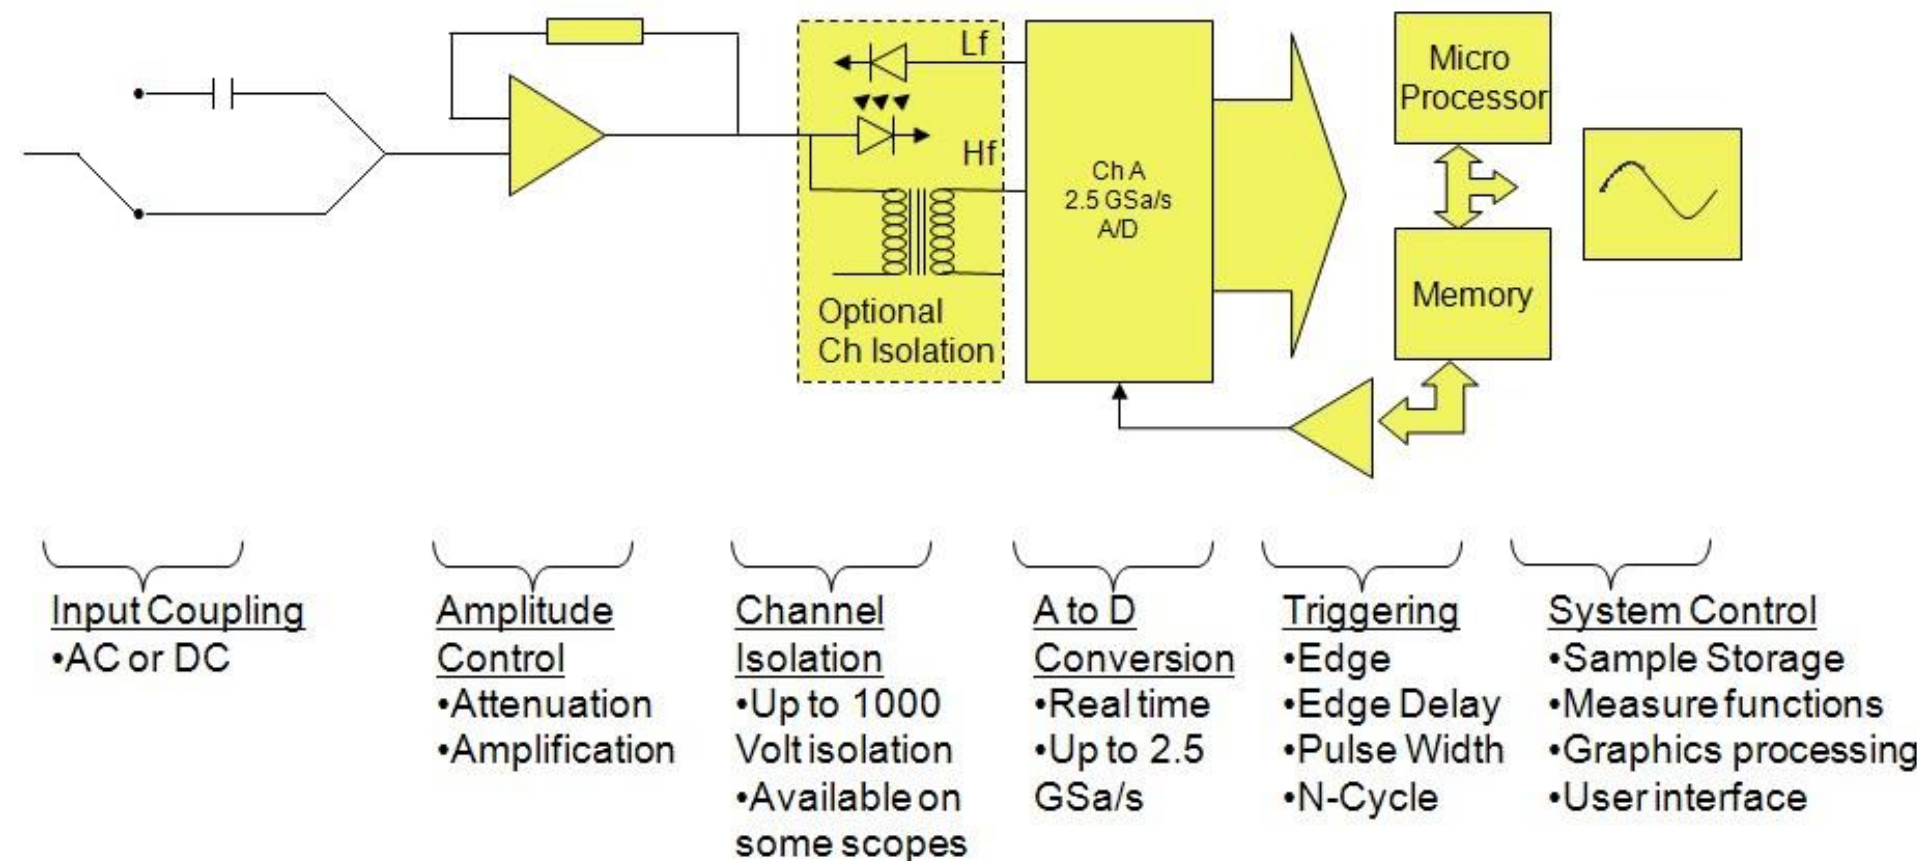 Lf
Hf
Optional
Ch Isolation
Ch A
2.5 GSa/s
A/D
Micro
Processor
Memory
Input Coupling
•AC or DC
Amplitude
Control
•Attenuation
•Amplification
Channel
Isolation
•Up to 1000
Volt isolation
•Available on
some scopes
A to D
Conversion
•Real time
•Up to 2.5
GSa/s
Triggering
•Edge
•Edge Delay
•Pulse Width
•N-Cycle
System Control
•Sample Storage
•Measure functions
•Graphics processing
•User interface